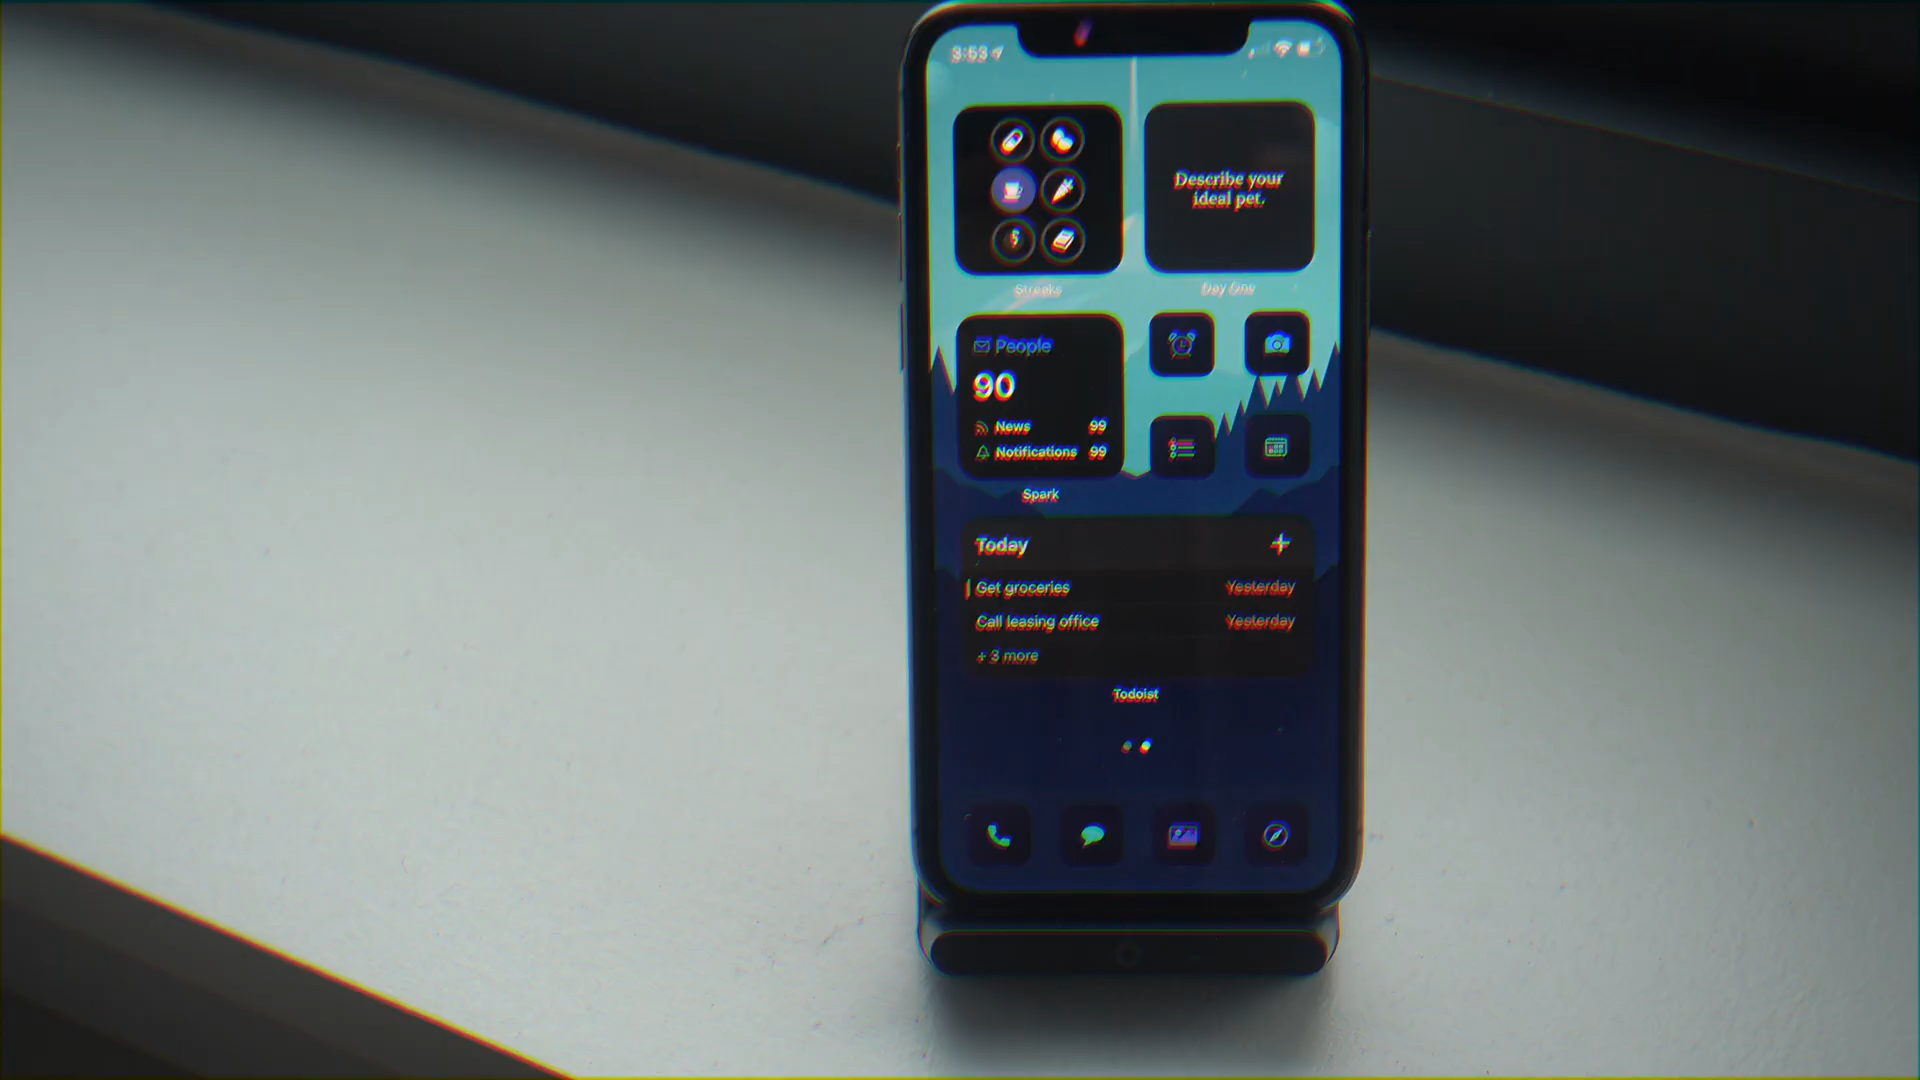 3:53
Describe your
ideal pet.
Streaks
Day One
People
90
News 99
Notifications 99
Spark
Today +
Get groceries Yesterday
Call leasing office Yesterday
+ 3 more
Todoist